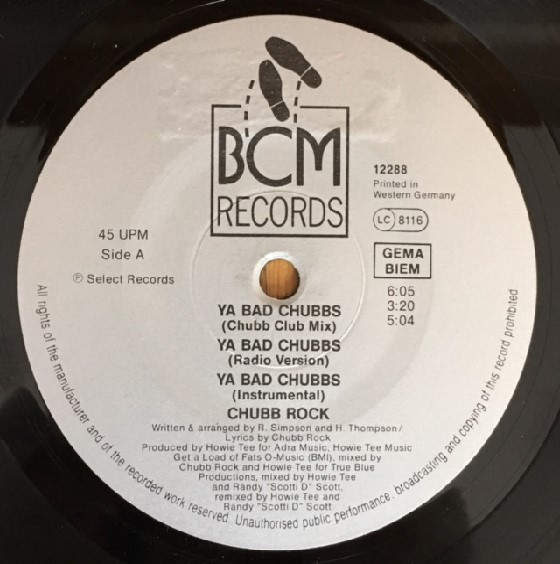 BCM
RECORDS
12288
Printed in
Western Germany
LC 8116
GEMA
BIEM
45 UPM
Side A
Ⓟ Select Records
6:05
3:20
5:04
YA BAD CHUBBS
(Chubb Club Mix)
YA BAD CHUBBS
(Radio Version)
YA BAD CHUBBS
(Instrumental)
CHUBB ROCK
Written & arranged by R. Simpson and H. Thompson/
Lyrics by Chubb Rock
Produced by Howie Tee for Adra Music, Howie Tee Music
Get a Load of Fats O-Music (BMI), mixed by
Chubb Rock and Howie Tee for True Blue
Productions, mixed by Howie Tee
and Randy "Scotti D" Scott,
remixed by Howie Tee and
Randy "Scotti D" Scott
All rights of the manufacturer and of the recorded work reserved. Unauthorised public performance, broadcasting and copying of this record prohibited